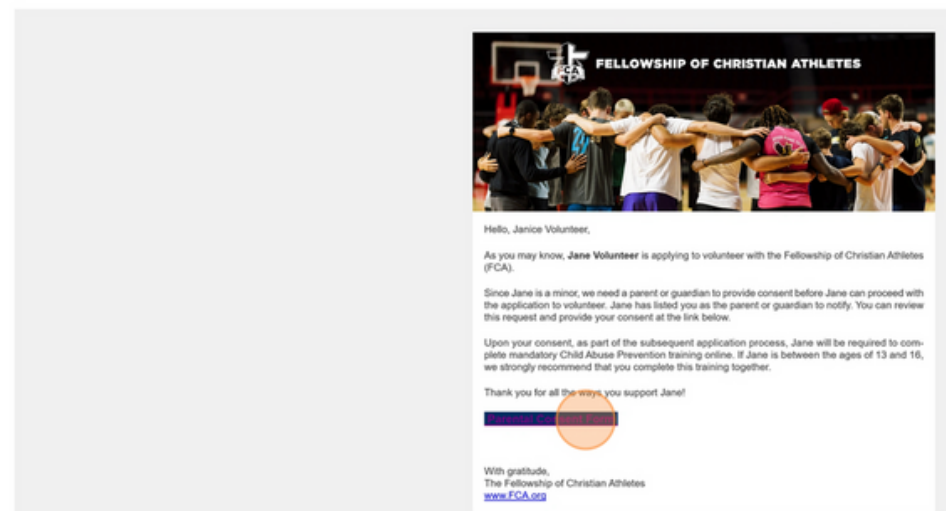 FCA
FELLOWSHIP OF CHRISTIAN ATHLETES
Hello, Janice Volunteer,
As you may know, Jane Volunteer is applying to volunteer with the Fellowship of Christian Athletes
(FCA).
Since Jane is a minor, we need a parent or guardian to provide consent before Jane can proceed with
the application to volunteer. Jane has listed you as the parent or guardian to notify. You can review
this request and provide your consent at the link below.
Upon your consent, as part of the subsequent application process, Jane will be required to com-
plete mandatory Child Abuse Prevention training online. If Jane is between the ages of 13 and 16,
we strongly recommend that you complete this training together.
Thank you for all the ways you support Jane!
Parental Consent Form
With gratitude,
The Fellowship of Christian Athletes
www.FCA.org